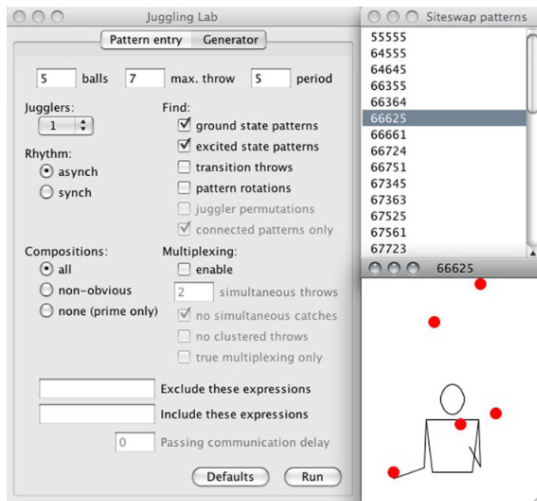 Juggling Lab
Pattern entry Generator
5 balls 7 max. throw 5 period
Jugglers:
1
Rhythm:
asynch
synch
Compositions:
all
non-obvious
none (prime only)
Find:
ground state patterns
excited state patterns
transition throws
pattern rotations
juggler permutations
connected patterns only
Multiplexing:
enable
2 simultaneous throws
no simultaneous catches
no clustered throws
true multiplexing only
Exclude these expressions
Include these expressions
0 Passing communication delay
Defaults Run
Siteswap patterns
55555
64555
64645
66355
66364
66625
66661
66724
66751
67345
67363
67525
67561
67723
66625